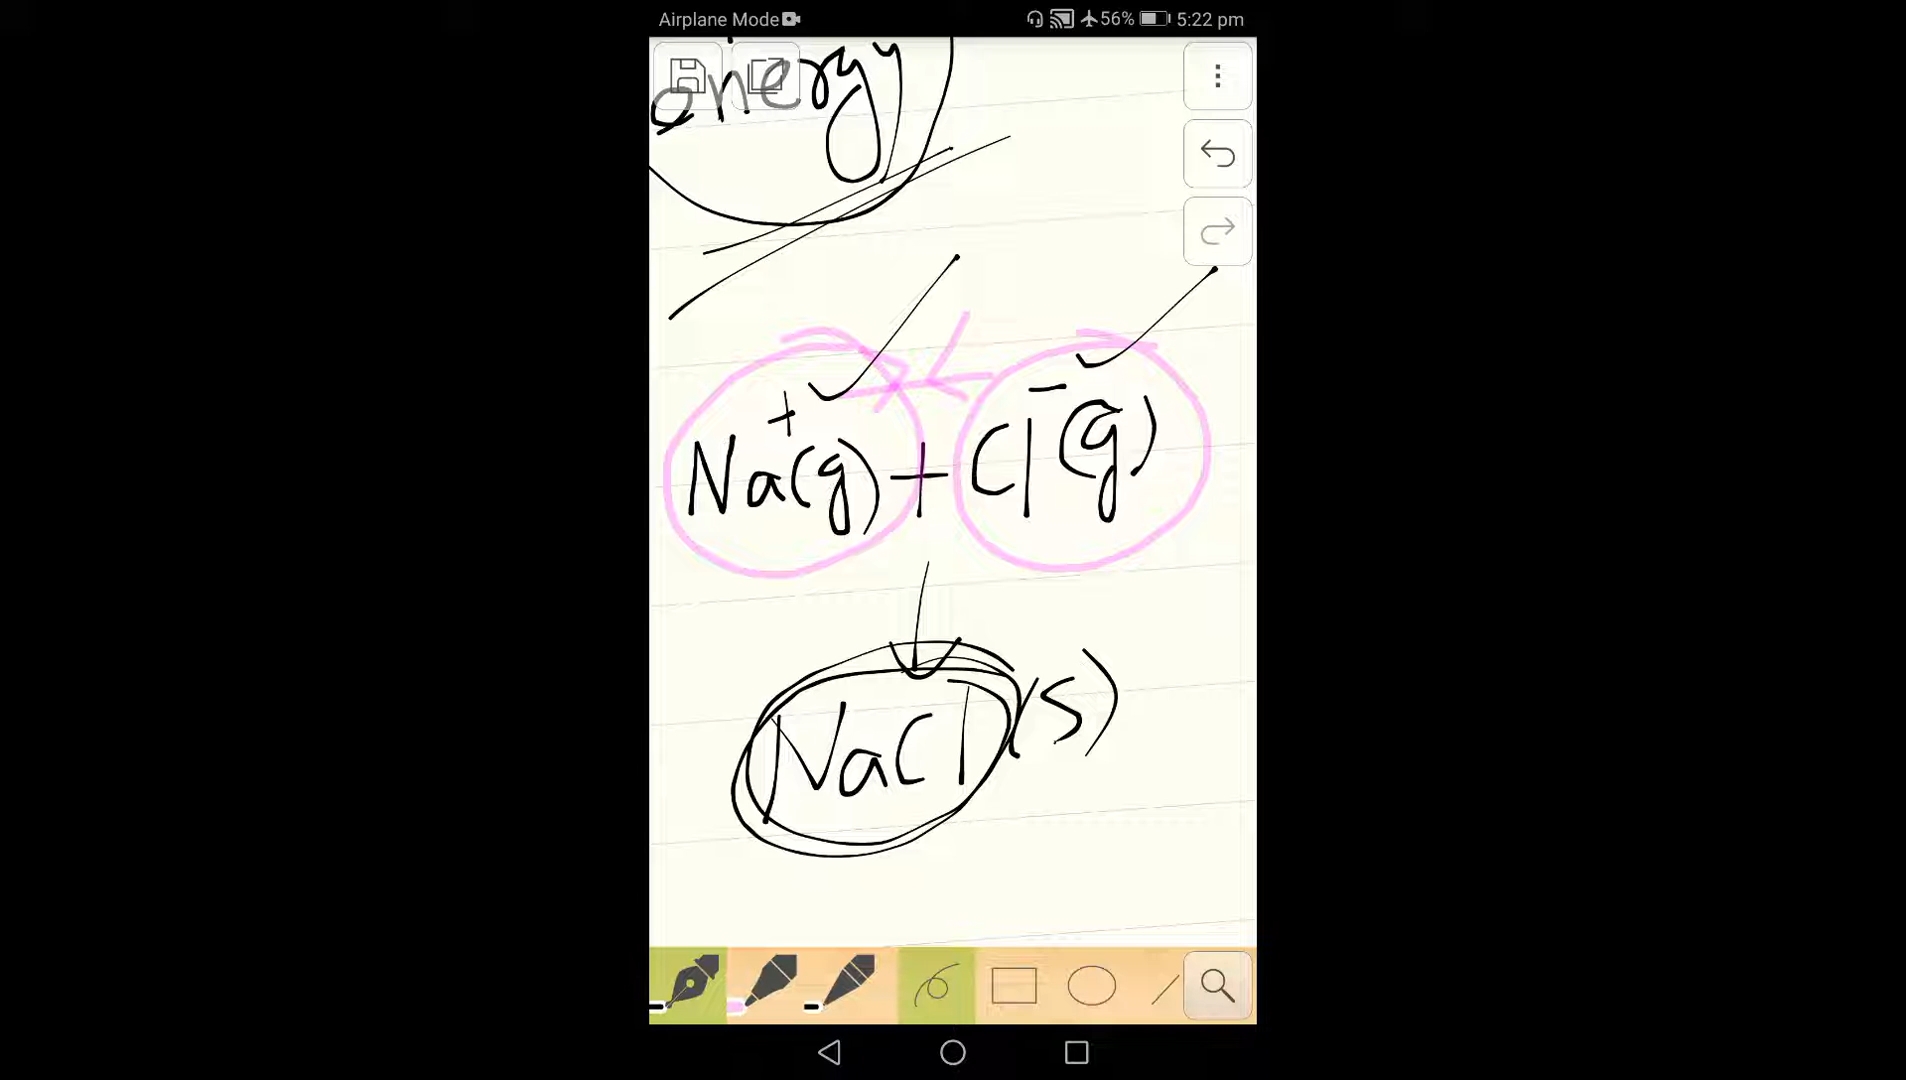 Airplane Mode 56% 5:22 pm
energy
Na⁺(g) + Cl⁻(g)
NaCl(s)